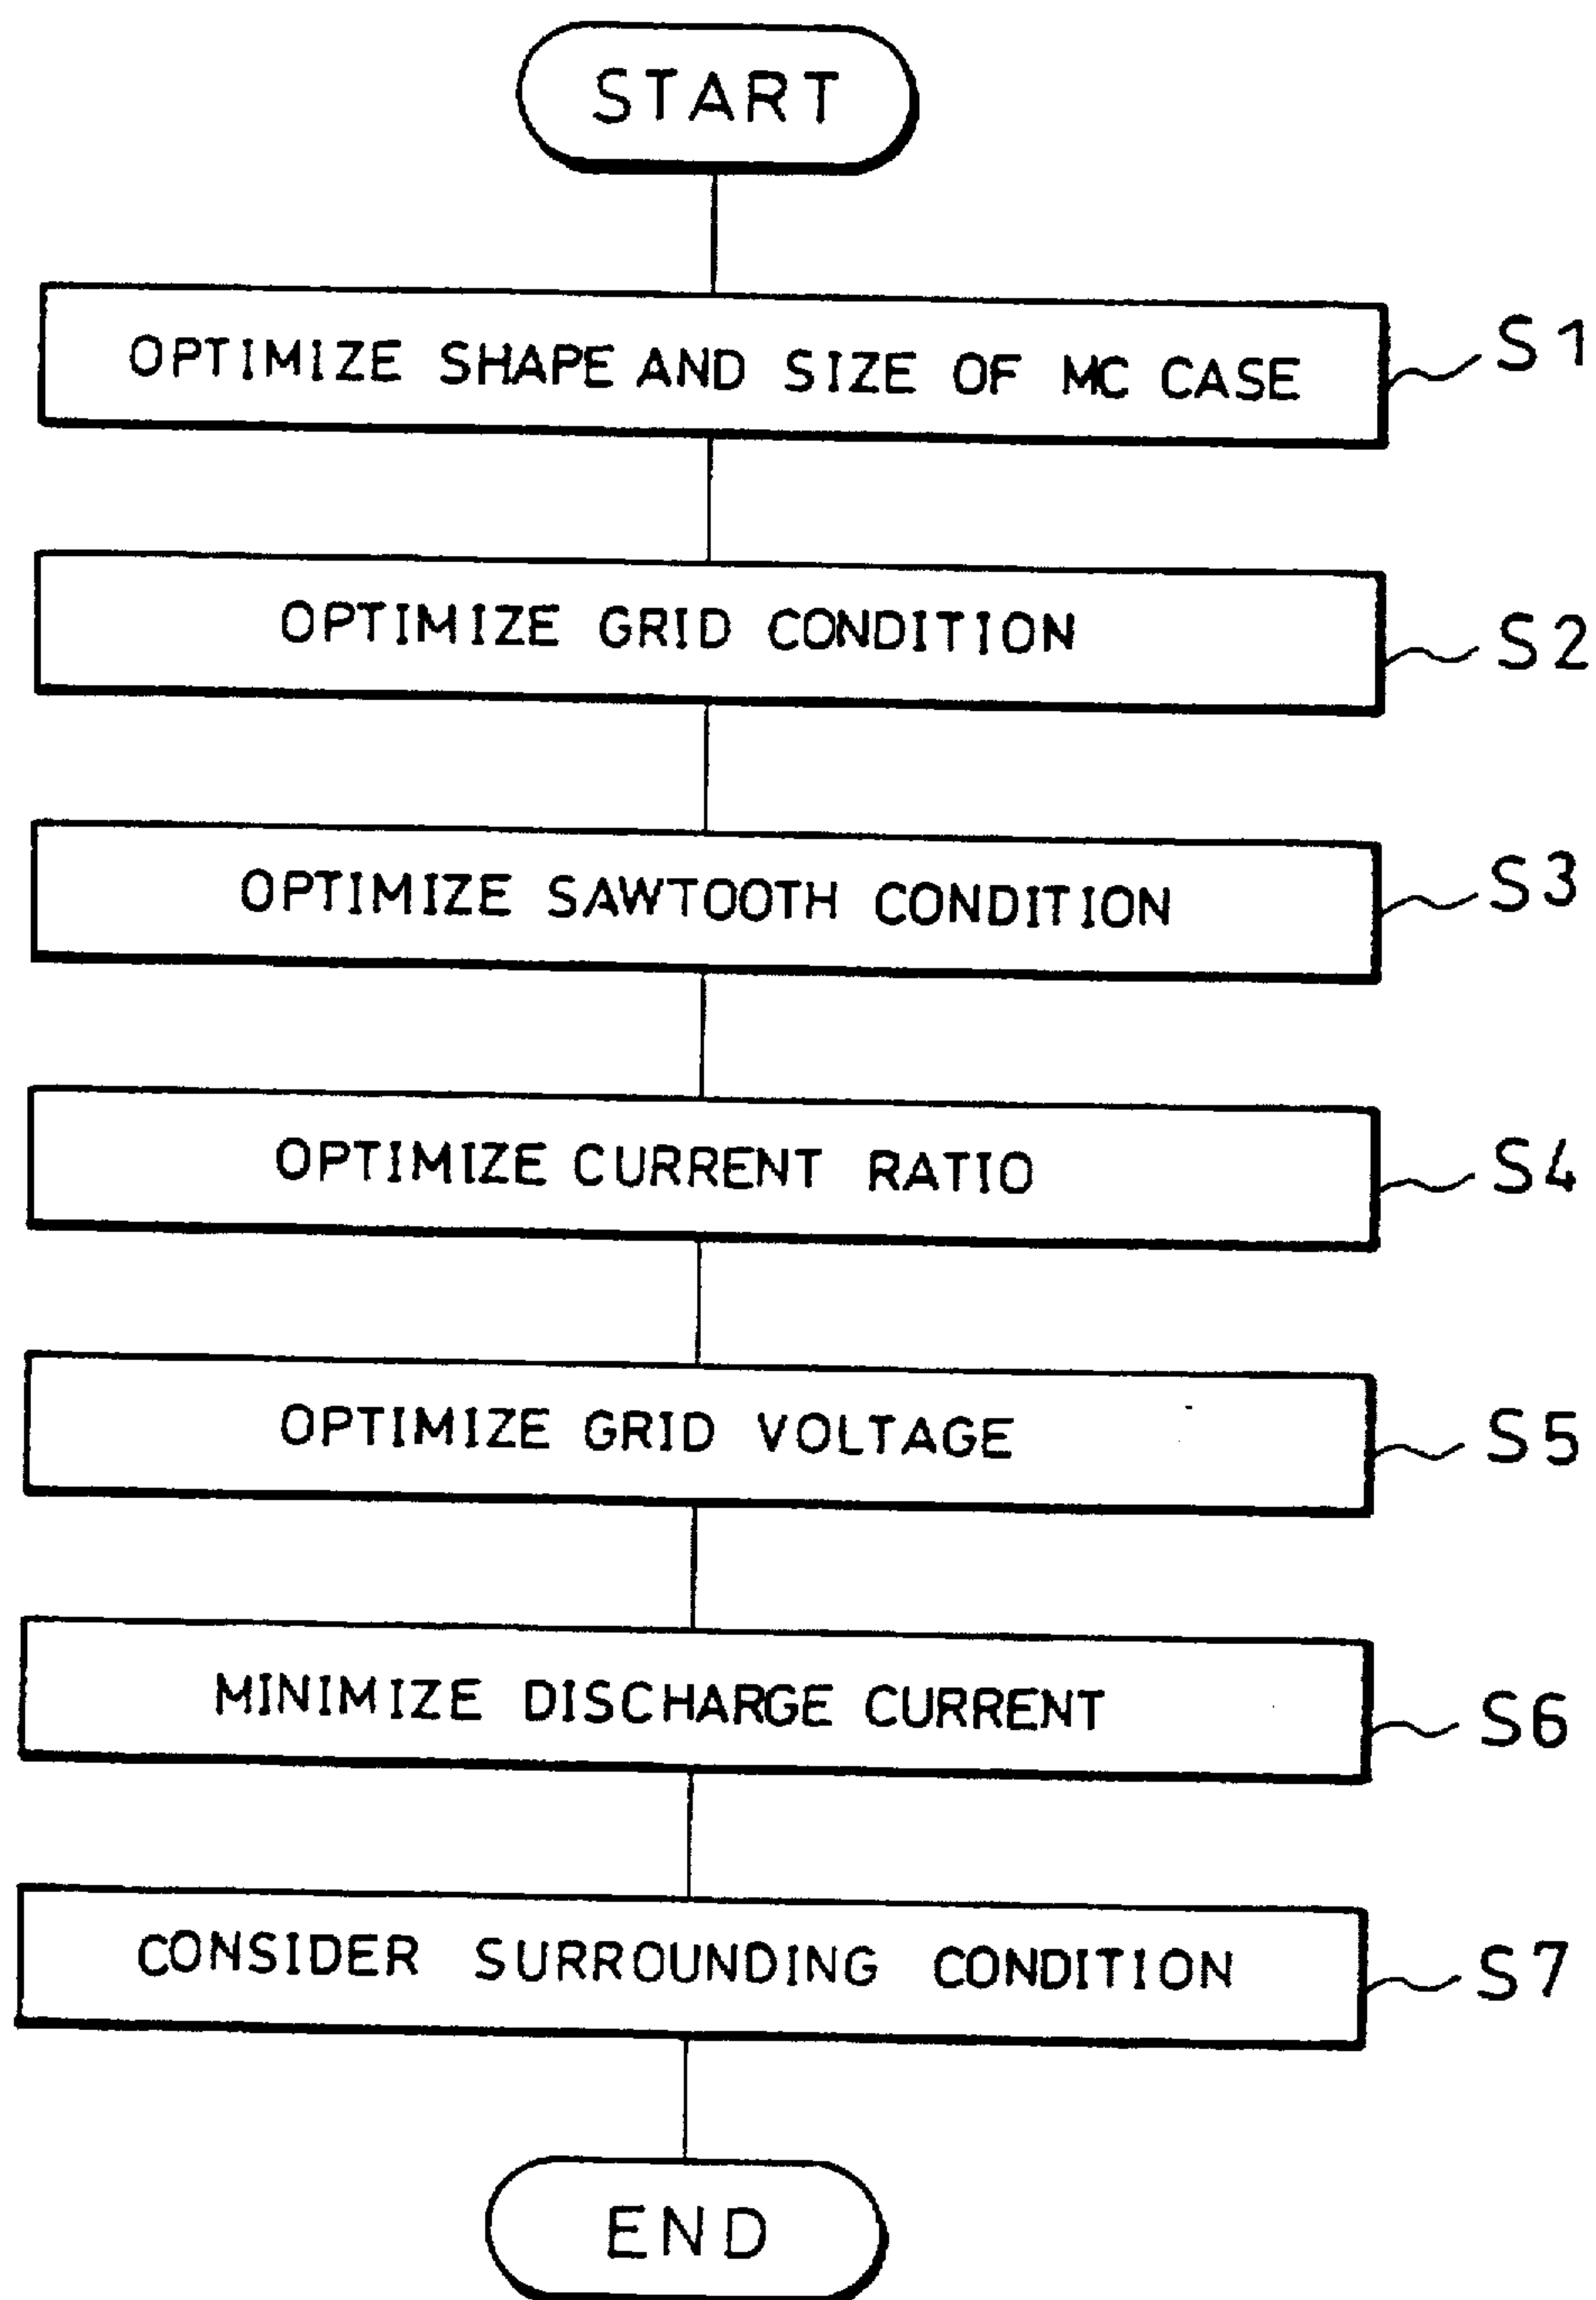 START
OPTIMIZE SHAPE AND SIZE OF MC CASE
S1
OPTIMIZE GRID CONDITION
S2
OPTIMIZE SAWTOOTH CONDITION
S3
OPTIMIZE CURRENT RATIO
S4
OPTIMIZE GRID VOLTAGE
S5
MINIMIZE DISCHARGE CURRENT
S6
CONSIDER SURROUNDING CONDITION
S7
END